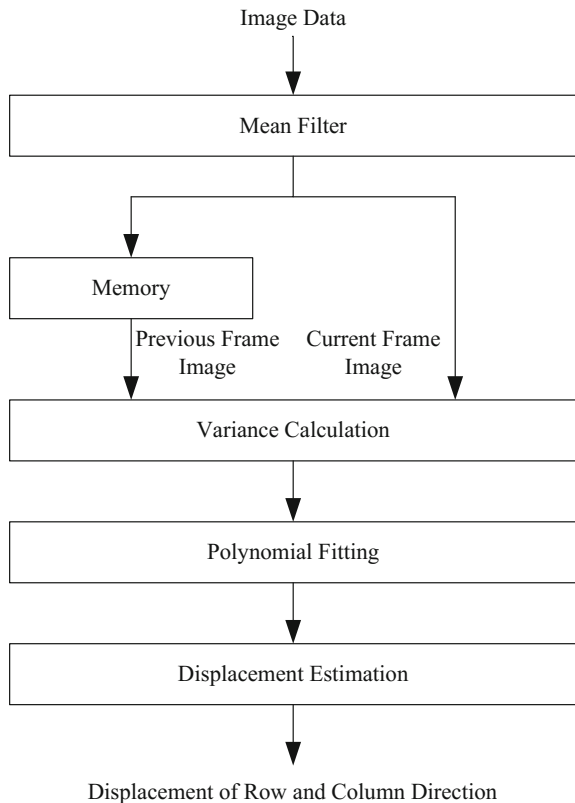 Image Data
Mean Filter
Memory
Previous Frame
Image
Current Frame
Image
Variance Calculation
Polynomial Fitting
Displacement Estimation
Displacement of Row and Column Direction